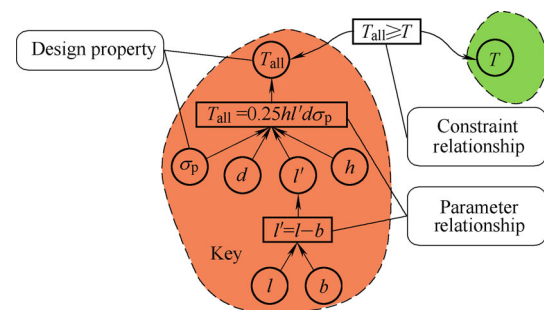 Design property
T_all
T_all ≥ T
T
T_all = 0.25hl'dσ_p
Constraint
relationship
σ_p
d
l'
h
l'=l−b
Parameter
relationship
Key
l
b